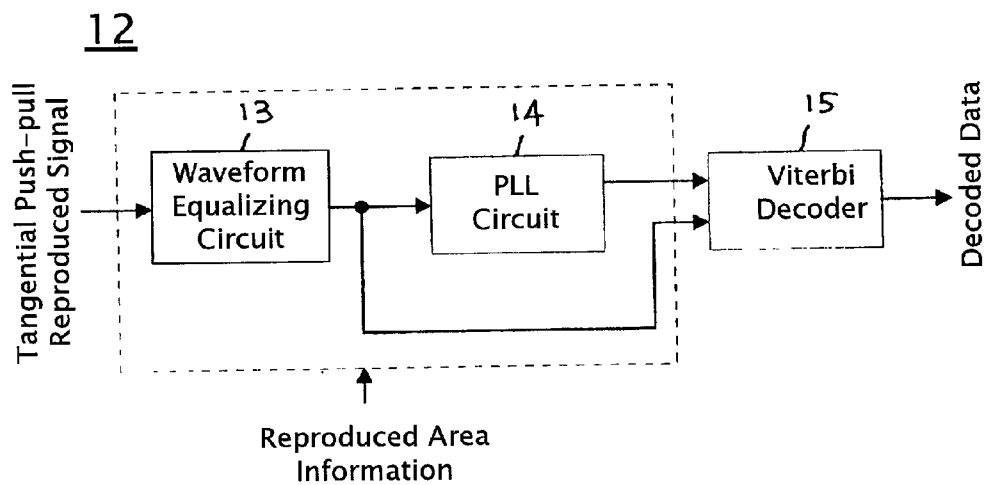 12
Tangential Push-pull
Reproduced Signal
13
Waveform
Equalizing
Circuit
14
PLL
Circuit
15
Viterbi
Decoder
Decoded Data
Reproduced Area
Information